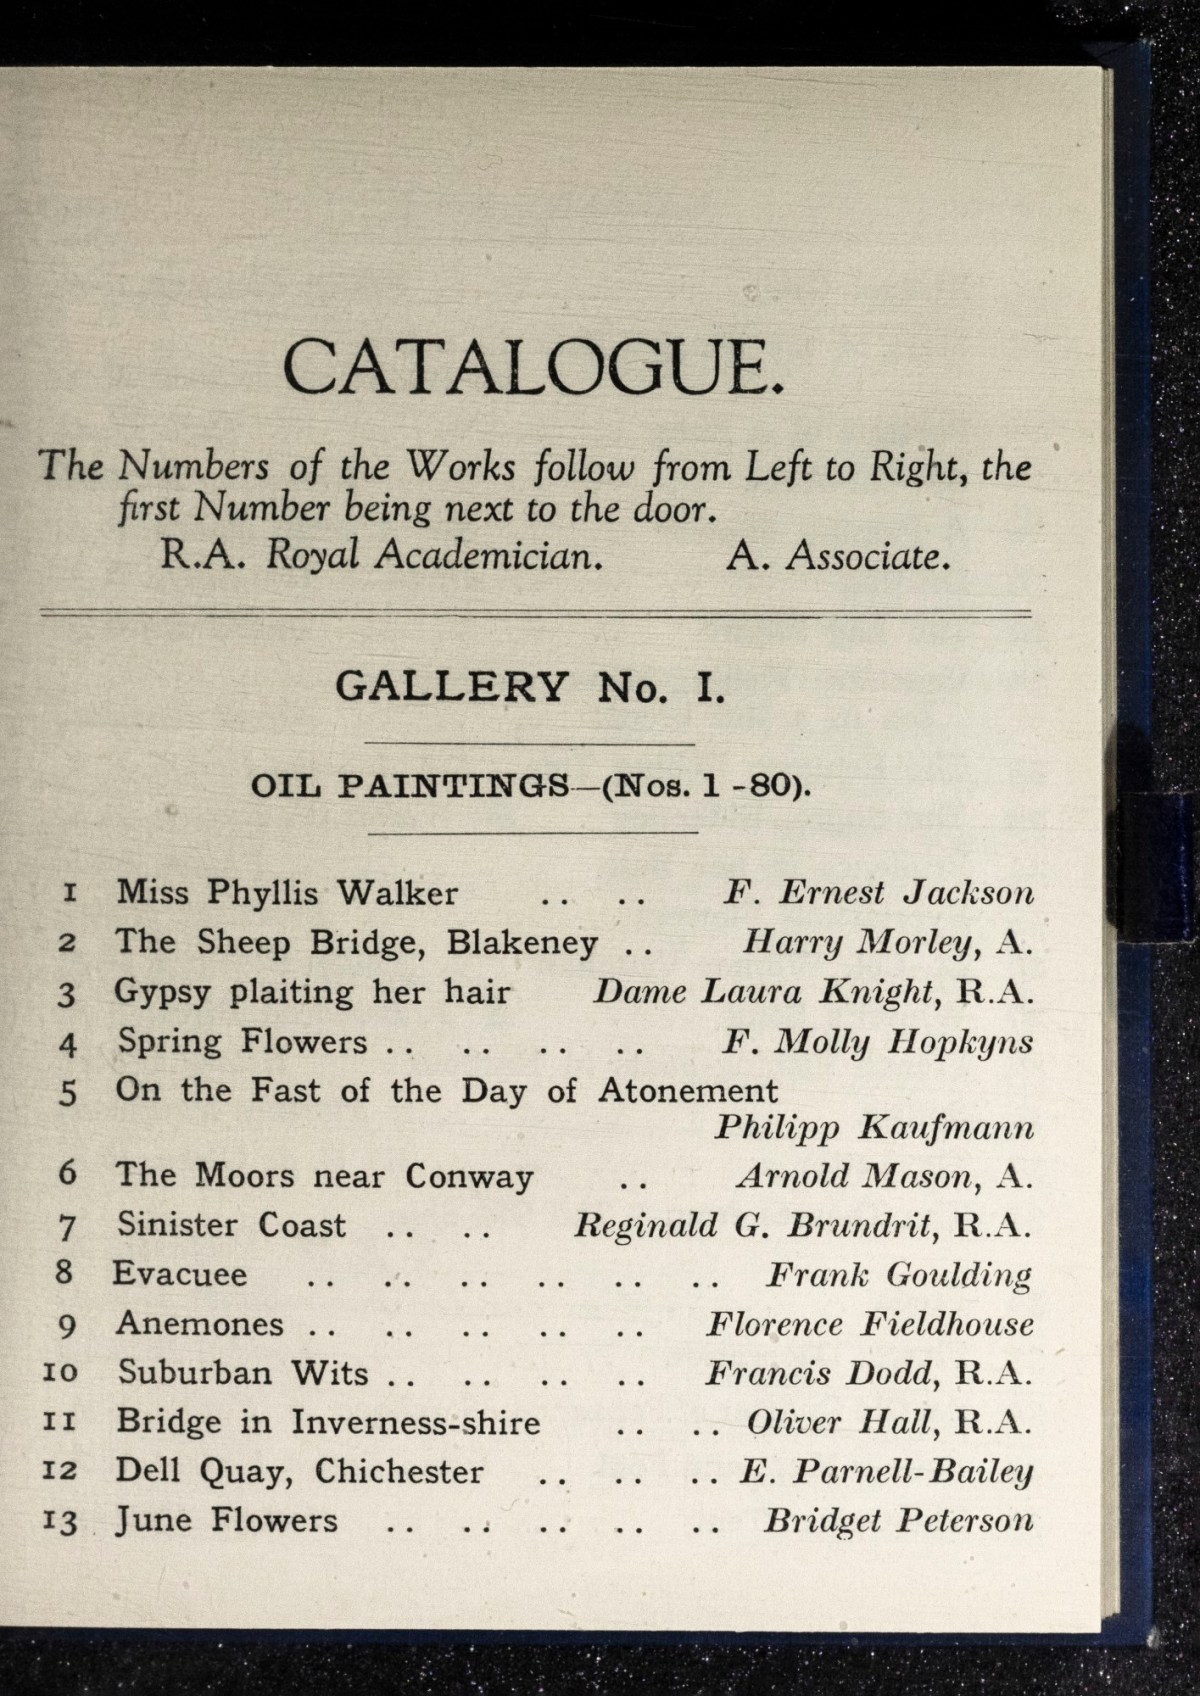 CATALOGUE.
The Numbers of the Works follow from Left to Right, the
first Number being next to the door.
R.A. Royal Academician. A. Associate.
GALLERY No. I.
OIL PAINTINGS—(Nos. 1 -80).
1 Miss Phyllis Walker .. .. F. Ernest Jackson
2 The Sheep Bridge, Blakeney .. Harry Morley, A.
3 Gypsy plaiting her hair Dame Laura Knight, R.A.
4 Spring Flowers .. .. .. .. F. Molly Hopkyns
5 On the Fast of the Day of Atonement
Philipp Kaufmann
6 The Moors near Conway .. Arnold Mason, A.
7 Sinister Coast .. .. Reginald G. Brundrit, R.A.
8 Evacuee .. .. .. .. .. .. Frank Goulding
9 Anemones .. .. .. .. .. Florence Fieldhouse
10 Suburban Wits .. .. .. .. Francis Dodd, R.A.
11 Bridge in Inverness-shire .. .. Oliver Hall, R.A.
12 Dell Quay, Chichester .. .. .. E. Parnell-Bailey
13 June Flowers .. .. .. .. .. Bridget Peterson